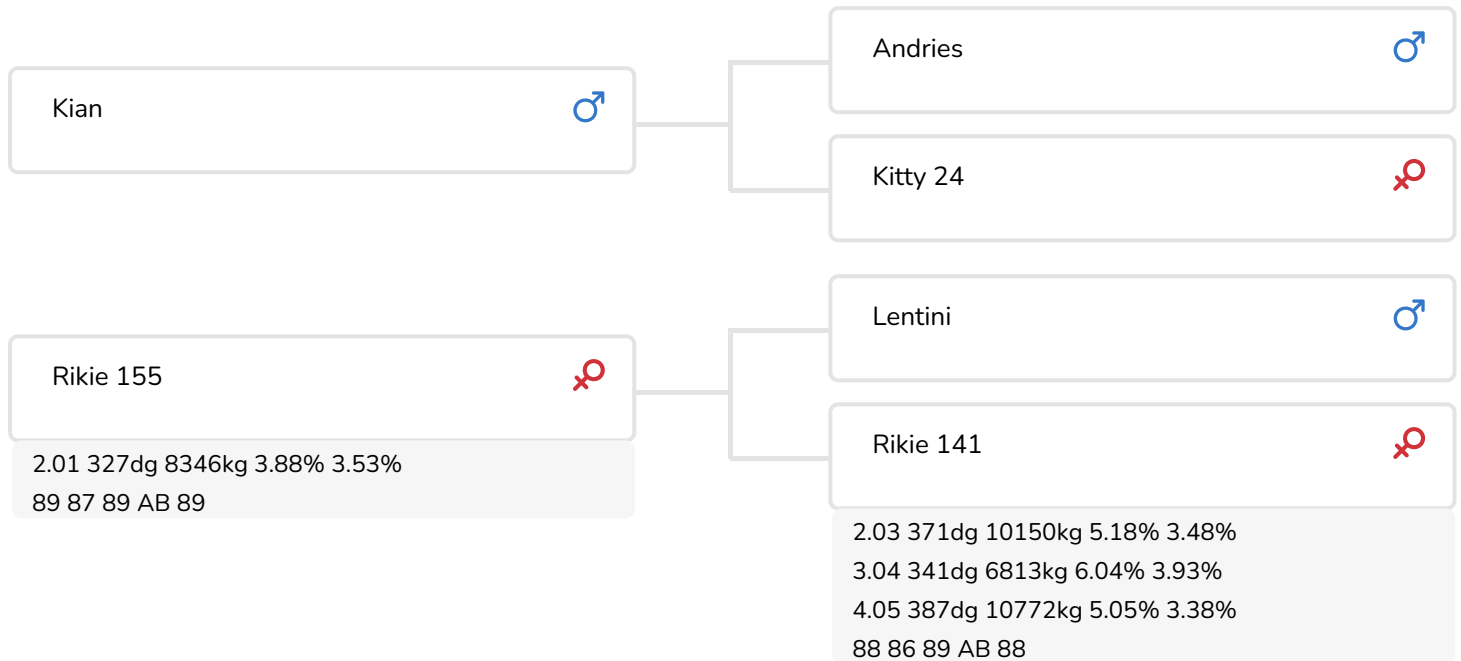 Kian
Andries
Kitty 24
Rikie 155
2.01 327dg 8346kg 3.88% 3.53%
89 87 89 AB 89
Lentini
Rikie 141
2.03 371dg 10150kg 5.18% 3.48%
3.04 341dg 6813kg 6.04% 3.93%
4.05 387dg 10772kg 5.05% 3.38%
88 86 89 AB 88